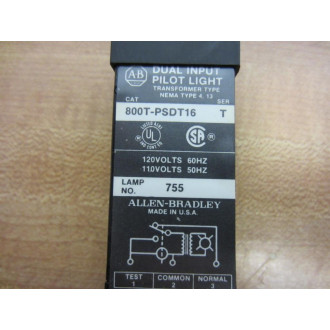 AB
DUAL INPUT
PILOT LIGHT
TRANSFORMER TYPE
NEMA TYPE 4, 13
CAT SER
800T-PSDT16 T
UL
SA
120VOLTS 60HZ
110VOLTS 50HZ
LAMP NO. 755
ALLEN-BRADLEY
MADE IN U.S.A.
TEST COMMON NORMAL
1 2 3